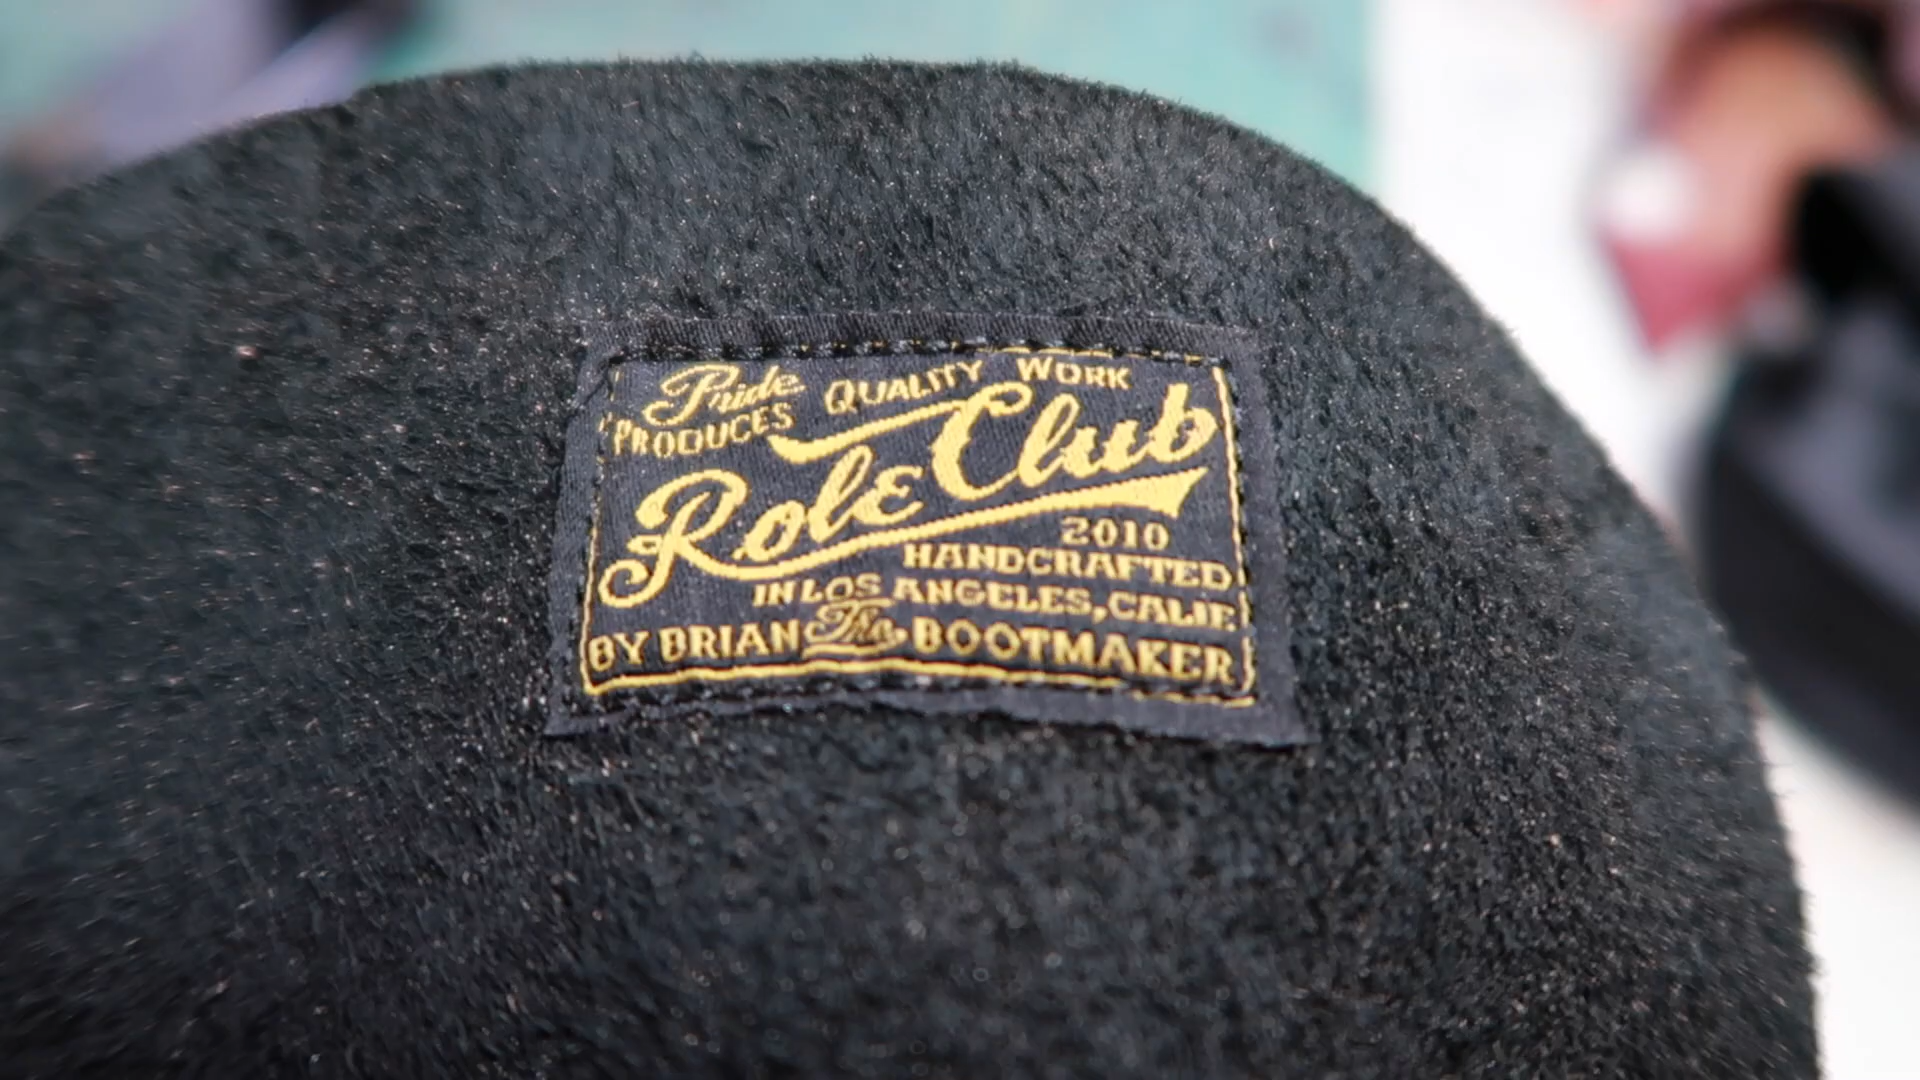 Pride QUALITY WORK
PRODUCES
Role Club
2010
HANDCRAFTED
IN LOS ANGELES, CALIF
BY BRIAN The BOOTMAKER